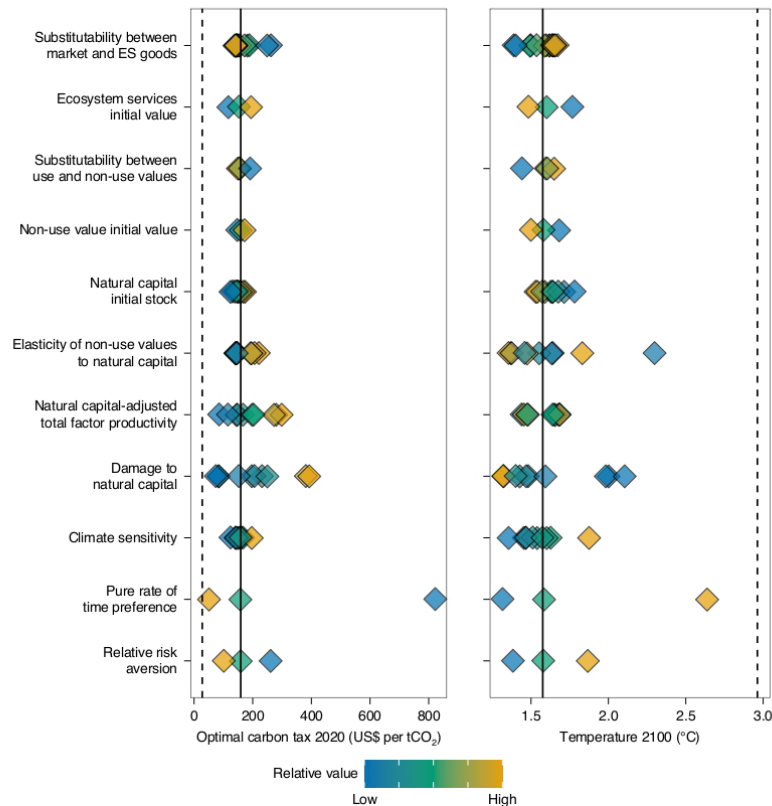 Substitutability between
market and ES goods
Ecosystem services
initial value
Substitutability between
use and non-use values
Non-use value initial value
Natural capital
initial stock
Elasticity of non-use values
to natural capital
Natural capital-adjusted
total factor productivity
Damage to
natural capital
Climate sensitivity
Pure rate of
time preference
Relative risk
aversion
0 200 400 600 800
1.5 2.0 2.5 3.0
Optimal carbon tax 2020 (US$ per tCO₂)
Temperature 2100 (°C)
Relative value
Low High